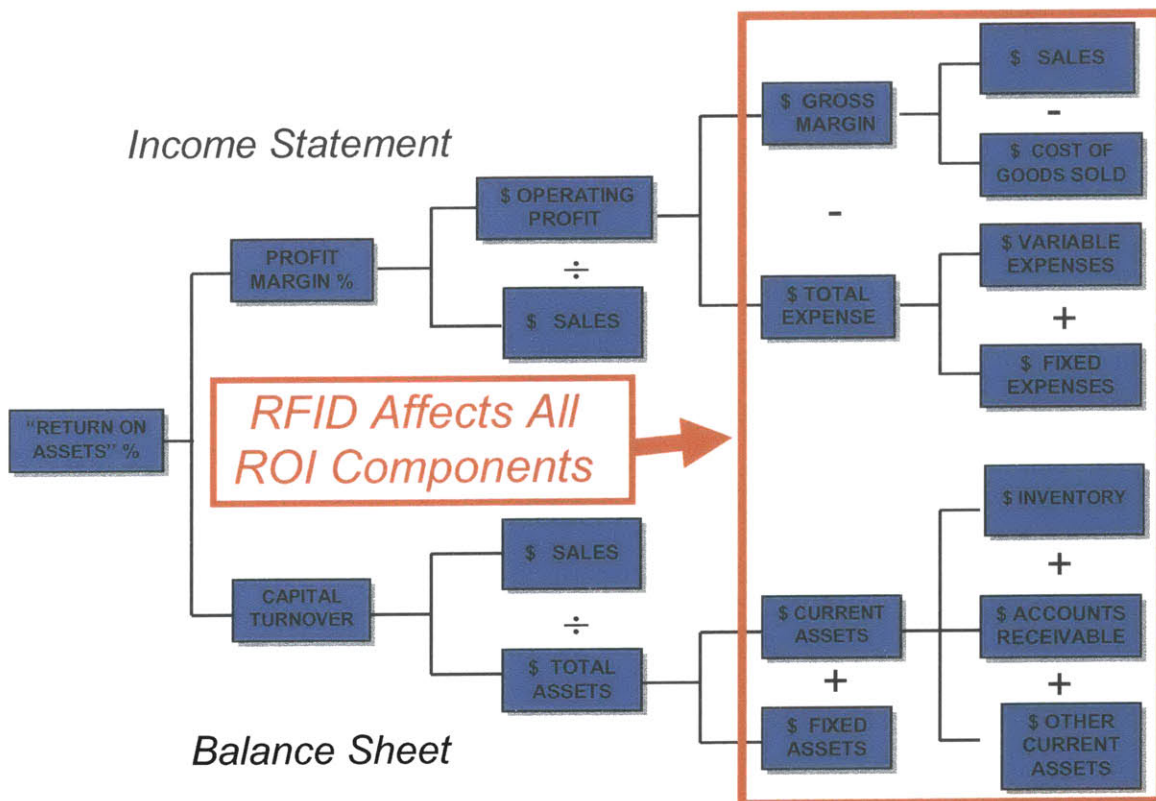 Income Statement
"RETURN ON
ASSETS" %
PROFIT
MARGIN %
CAPITAL
TURNOVER
$ OPERATING
PROFIT
÷
$ SALES
RFID Affects All
ROI Components
$ SALES
÷
$ TOTAL
ASSETS
Balance Sheet
$ GROSS
MARGIN
-
$ TOTAL
EXPENSE
$ SALES
-
$ COST OF
GOODS SOLD
$ VARIABLE
EXPENSES
+
$ FIXED
EXPENSES
$ CURRENT
ASSETS
+
$ FIXED
ASSETS
$ INVENTORY
+
$ ACCOUNTS
RECEIVABLE
+
$ OTHER
CURRENT
ASSETS